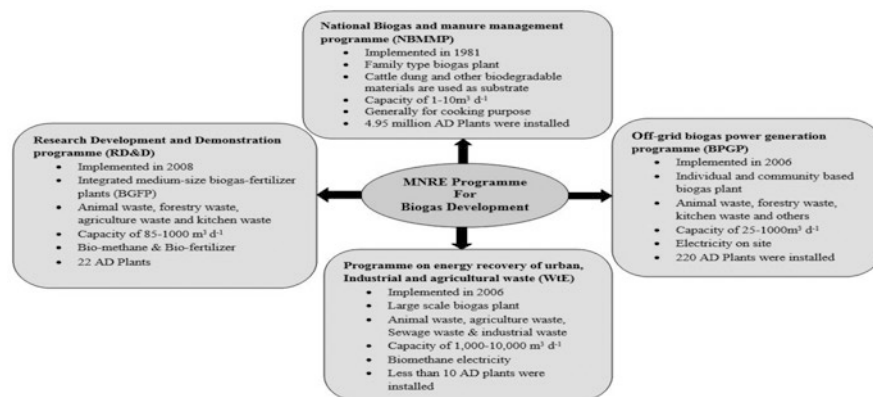 National Biogas and manure management
programme (NBMMP)
• Implemented in 1981
• Family type biogas plant
• Cattle dung and other biodegradable
materials are used as substrate
• Capacity of 1-10m³ d⁻¹
• Generally for cooking purpose
• 4.95 million AD Plants were installed
Research Development and Demonstration
programme (RD&D)
• Implemented in 2008
• Integrated medium-size biogas-fertilizer
plants (BGFP)
• Animal waste, forestry waste,
agriculture waste and kitchen waste
• Capacity of 85-1000 m³ d⁻¹
• Bio-methane & Bio-fertilizer
• 22 AD Plants
MNRE Programme
For
Biogas Development
Off-grid biogas power generation
programme (BPGP)
• Implemented in 2006
• Individual and community based
biogas plant
• Animal waste, forestry waste,
kitchen waste and others
• Capacity of 25-1000m³ d⁻¹
• Electricity on site
• 220 AD Plants were installed
Programme on energy recovery of urban,
Industrial and agricultural waste (WtE)
• Implemented in 2006
• Large scale biogas plant
• Animal waste, agriculture waste,
Sewage waste & industrial waste
• Capacity of 1,000-10,000 m³ d⁻¹
• Biomethane electricity
• Less than 10 AD plants were
installed